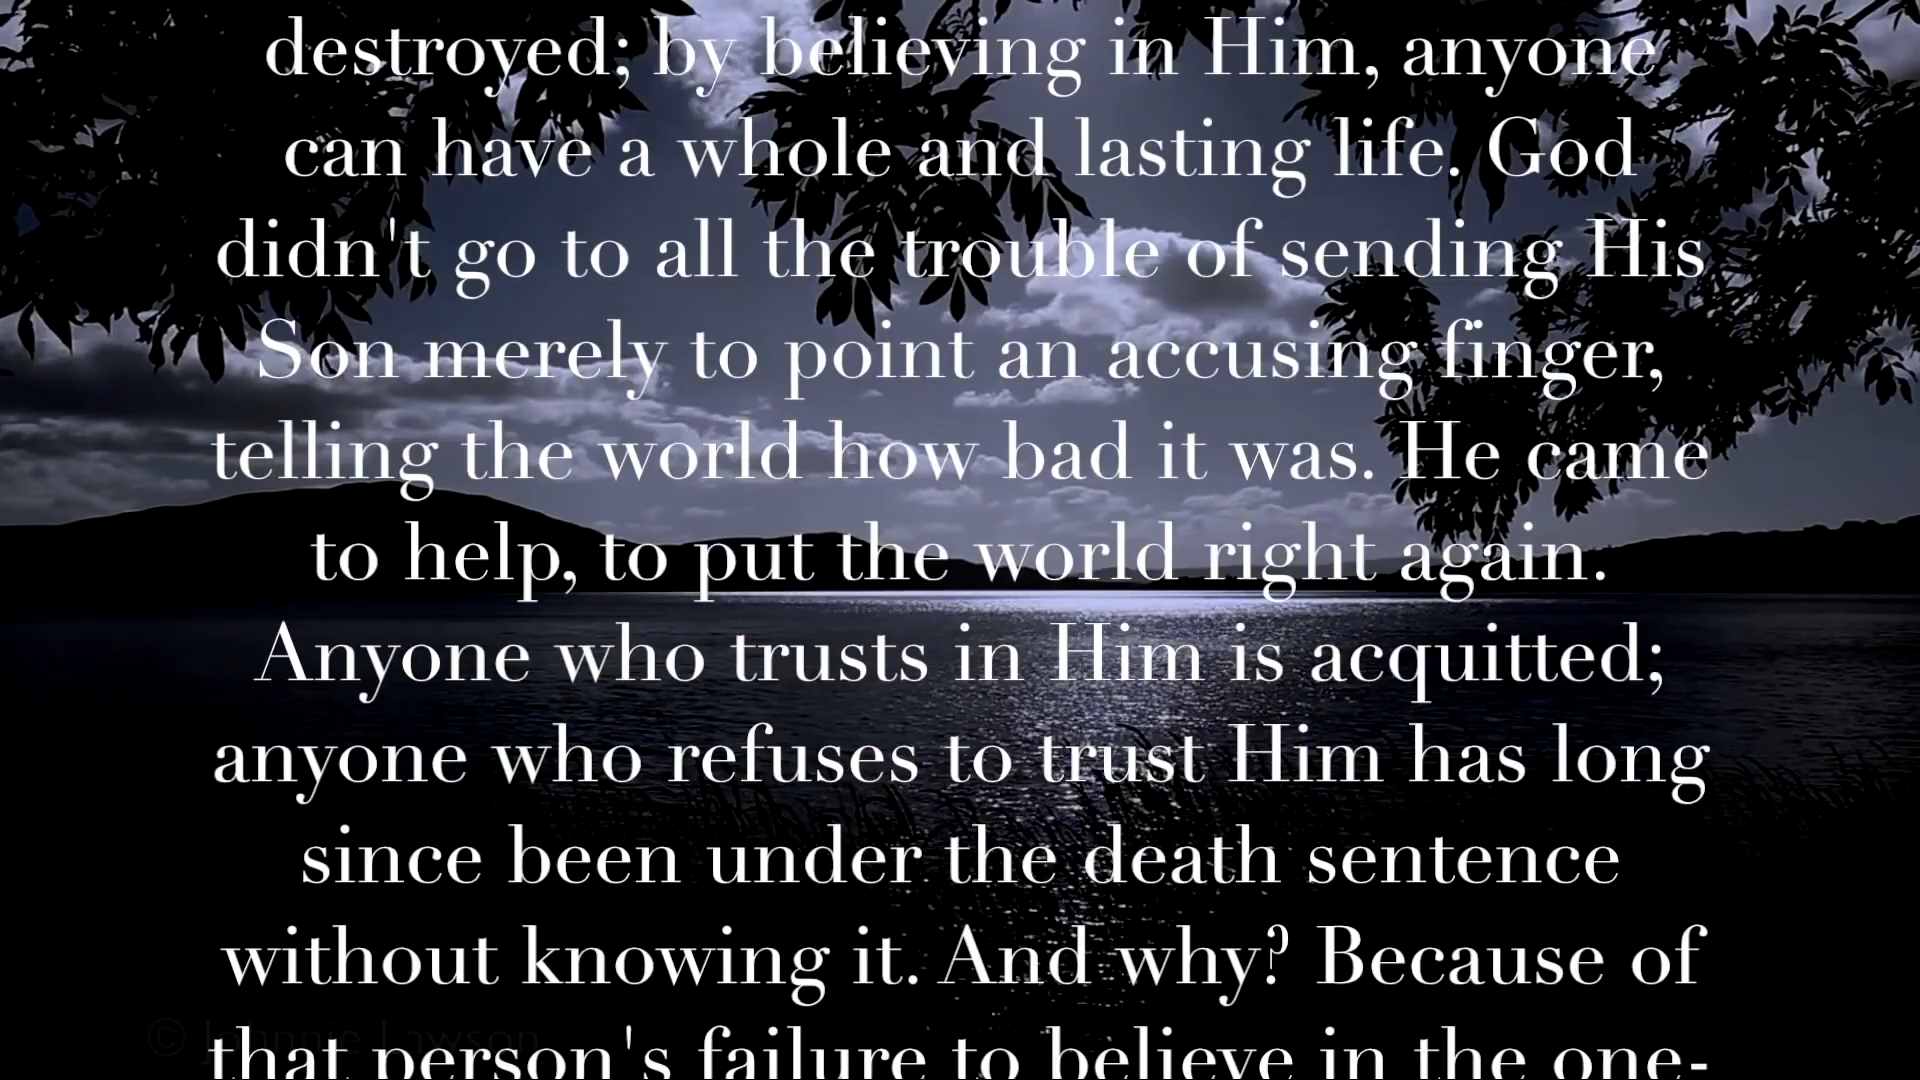 destroyed; by believing in Him, anyone
can have a whole and lasting life. God
didn't go to all the trouble of sending His
Son merely to point an accusing finger,
telling the world how bad it was. He came
to help, to put the world right again.
Anyone who trusts in Him is acquitted;
anyone who refuses to trust Him has long
since been under the death sentence
without knowing it. And why? Because of
© Johnnie Lawson
that person's failure to believe in the one-